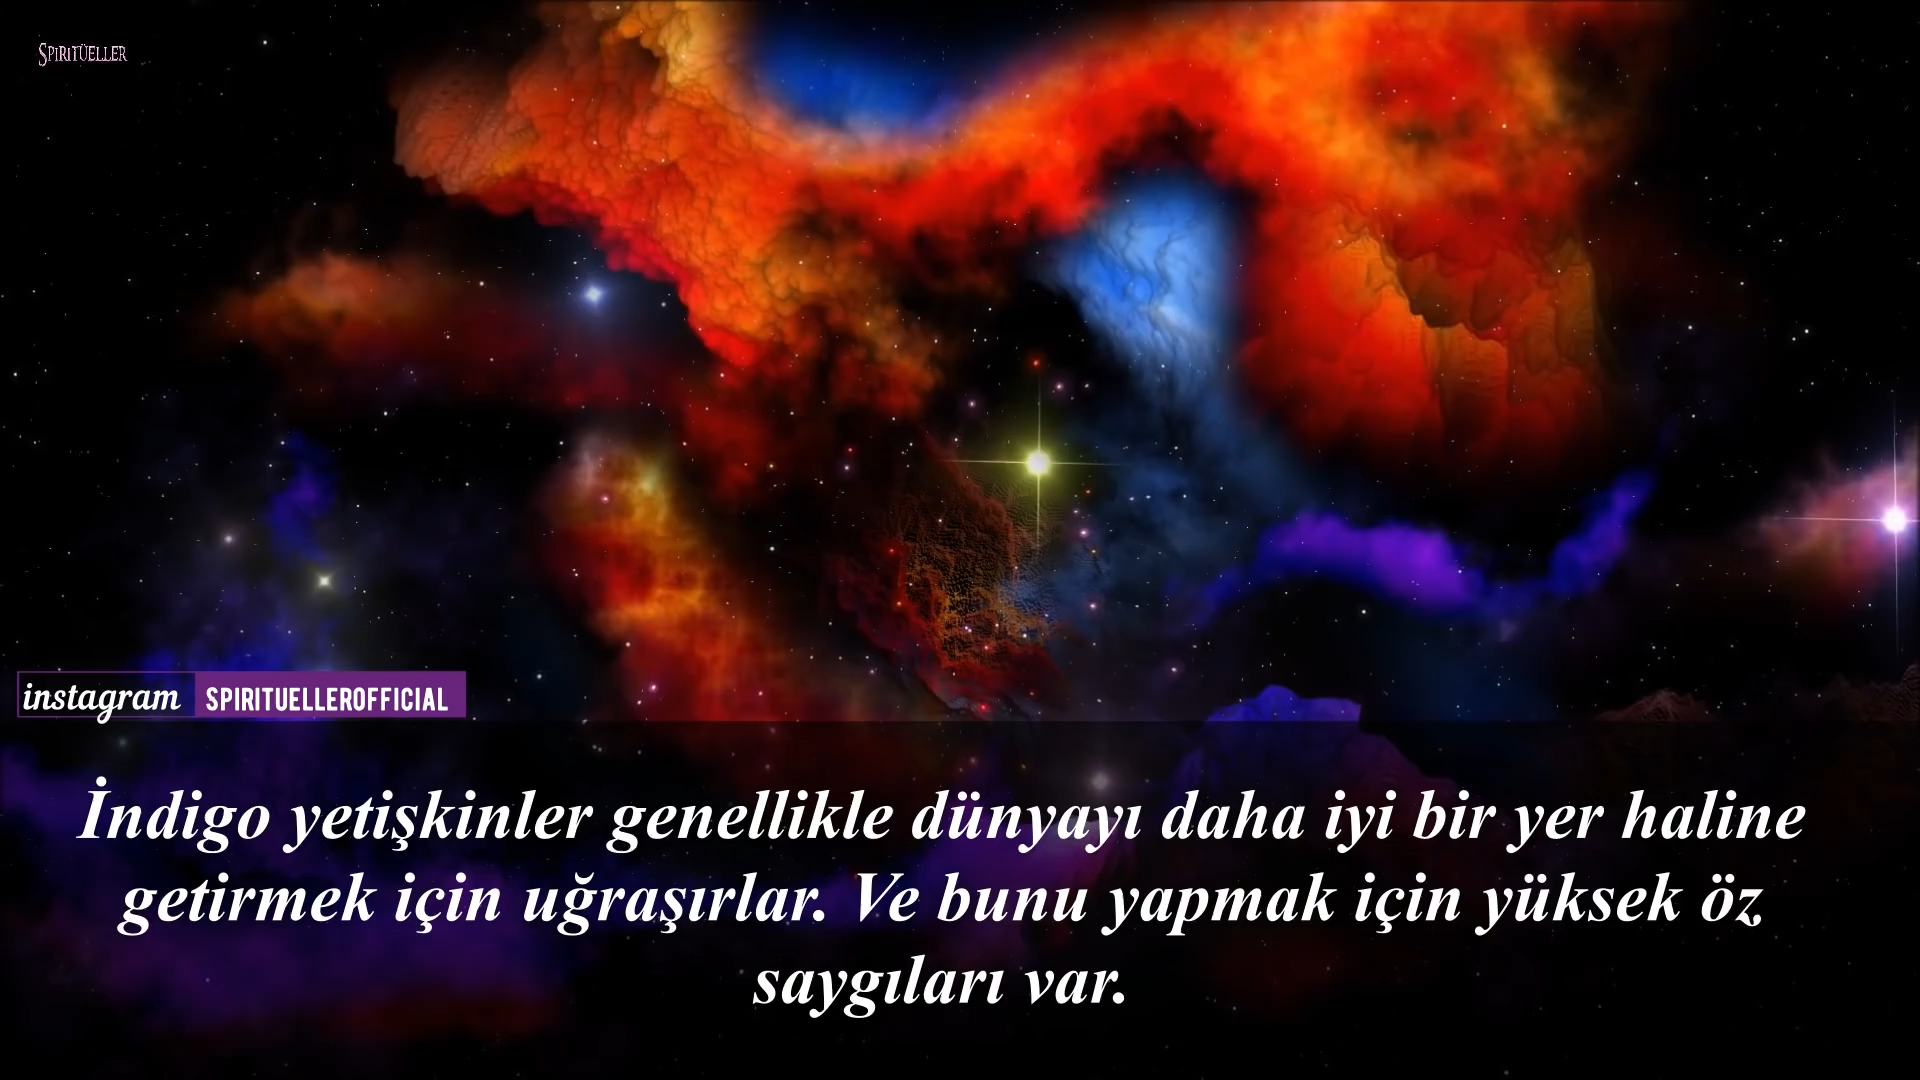 SPIRITÜELLER
instagram SPIRITUELLEROFFICIAL
İndigo yetişkinler genellikle dünyayı daha iyi bir yer haline
getirmek için uğraşırlar. Ve bunu yapmak için yüksek öz
saygıları var.